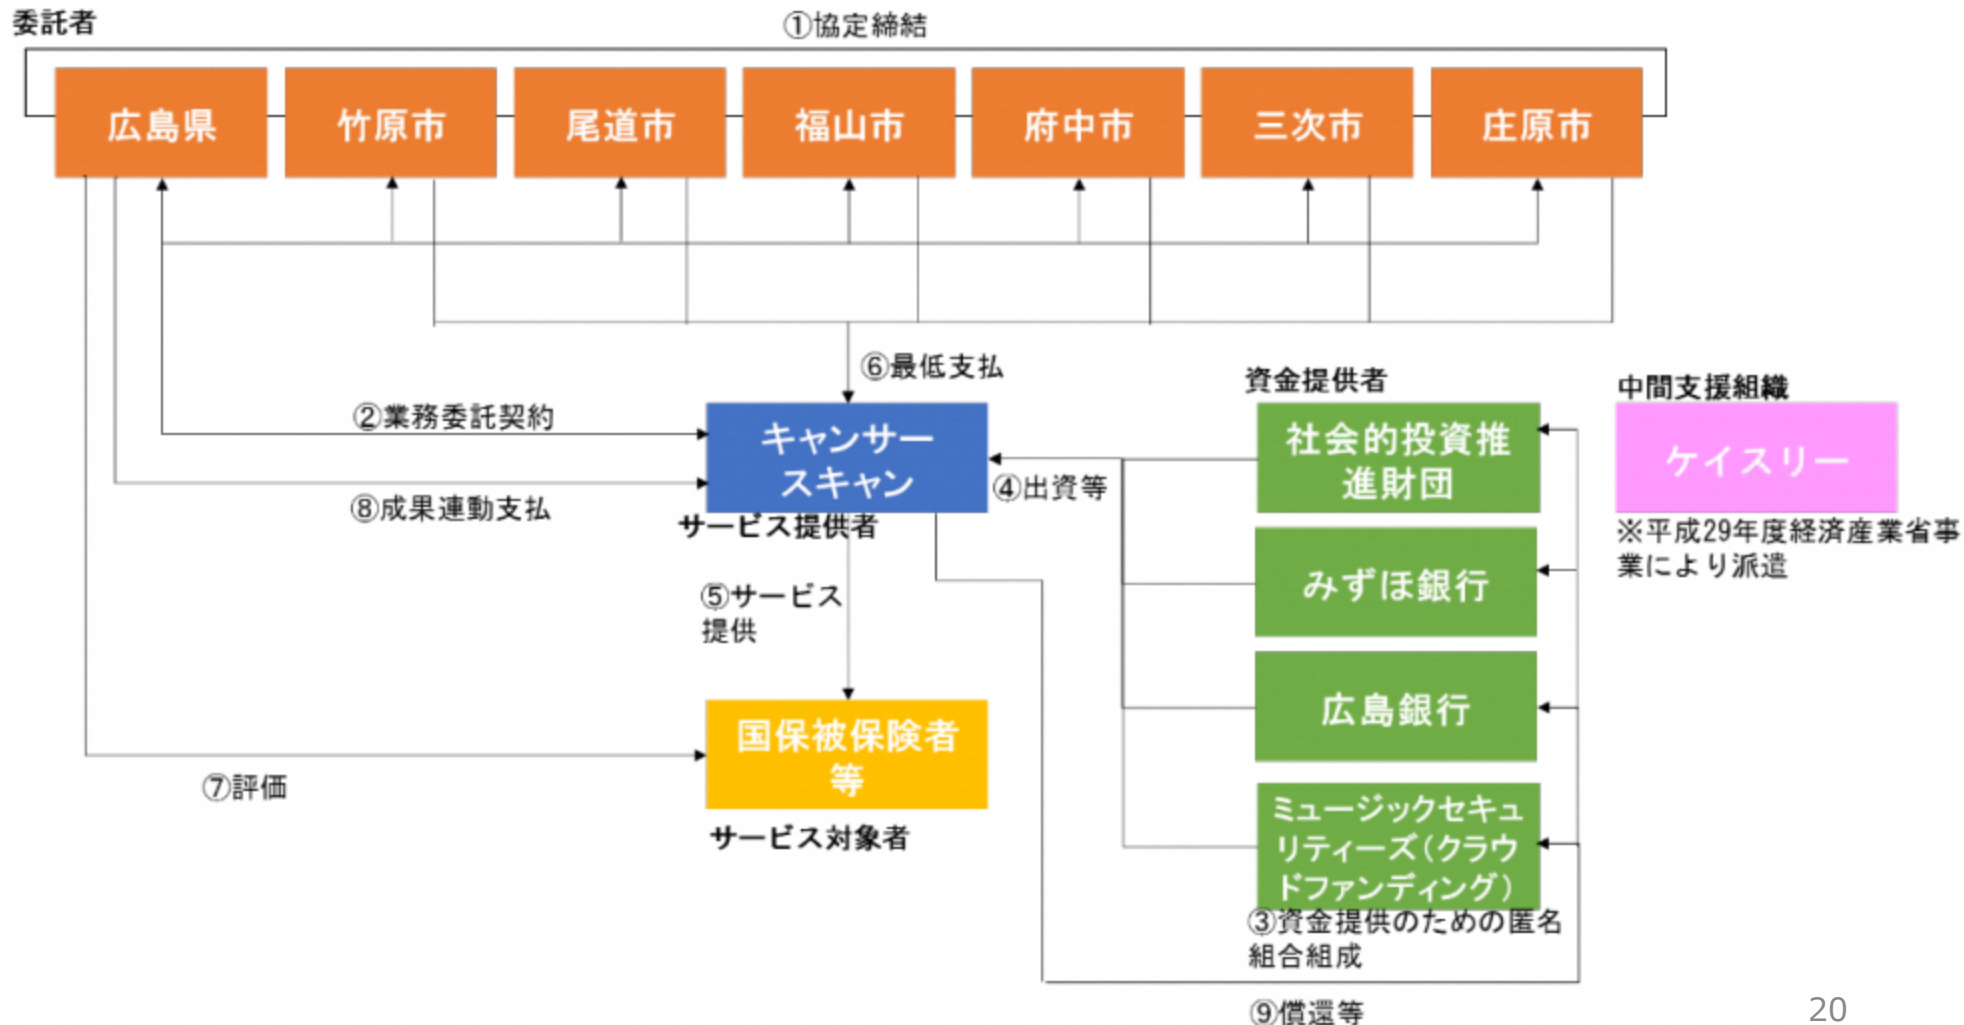 委託者
①協定締結
広島県
竹原市
尾道市
福山市
府中市
三次市
庄原市
⑥最低支払
②業務委託契約
⑧成果連動支払
キャンサー
スキャン
サービス提供者
④出資等
資金提供者
社会的投資推
進財団
中間支援組織
ケイスリー
※平成29年度経済産業省事
業により派遣
みずほ銀行
⑤サービス
提供
広島銀行
国保被保険者
等
サービス対象者
⑦評価
ミュージックセキュ
リティーズ（クラウ
ドファンディング）
③資金提供のための匿名
組合組成
⑨償還等
20